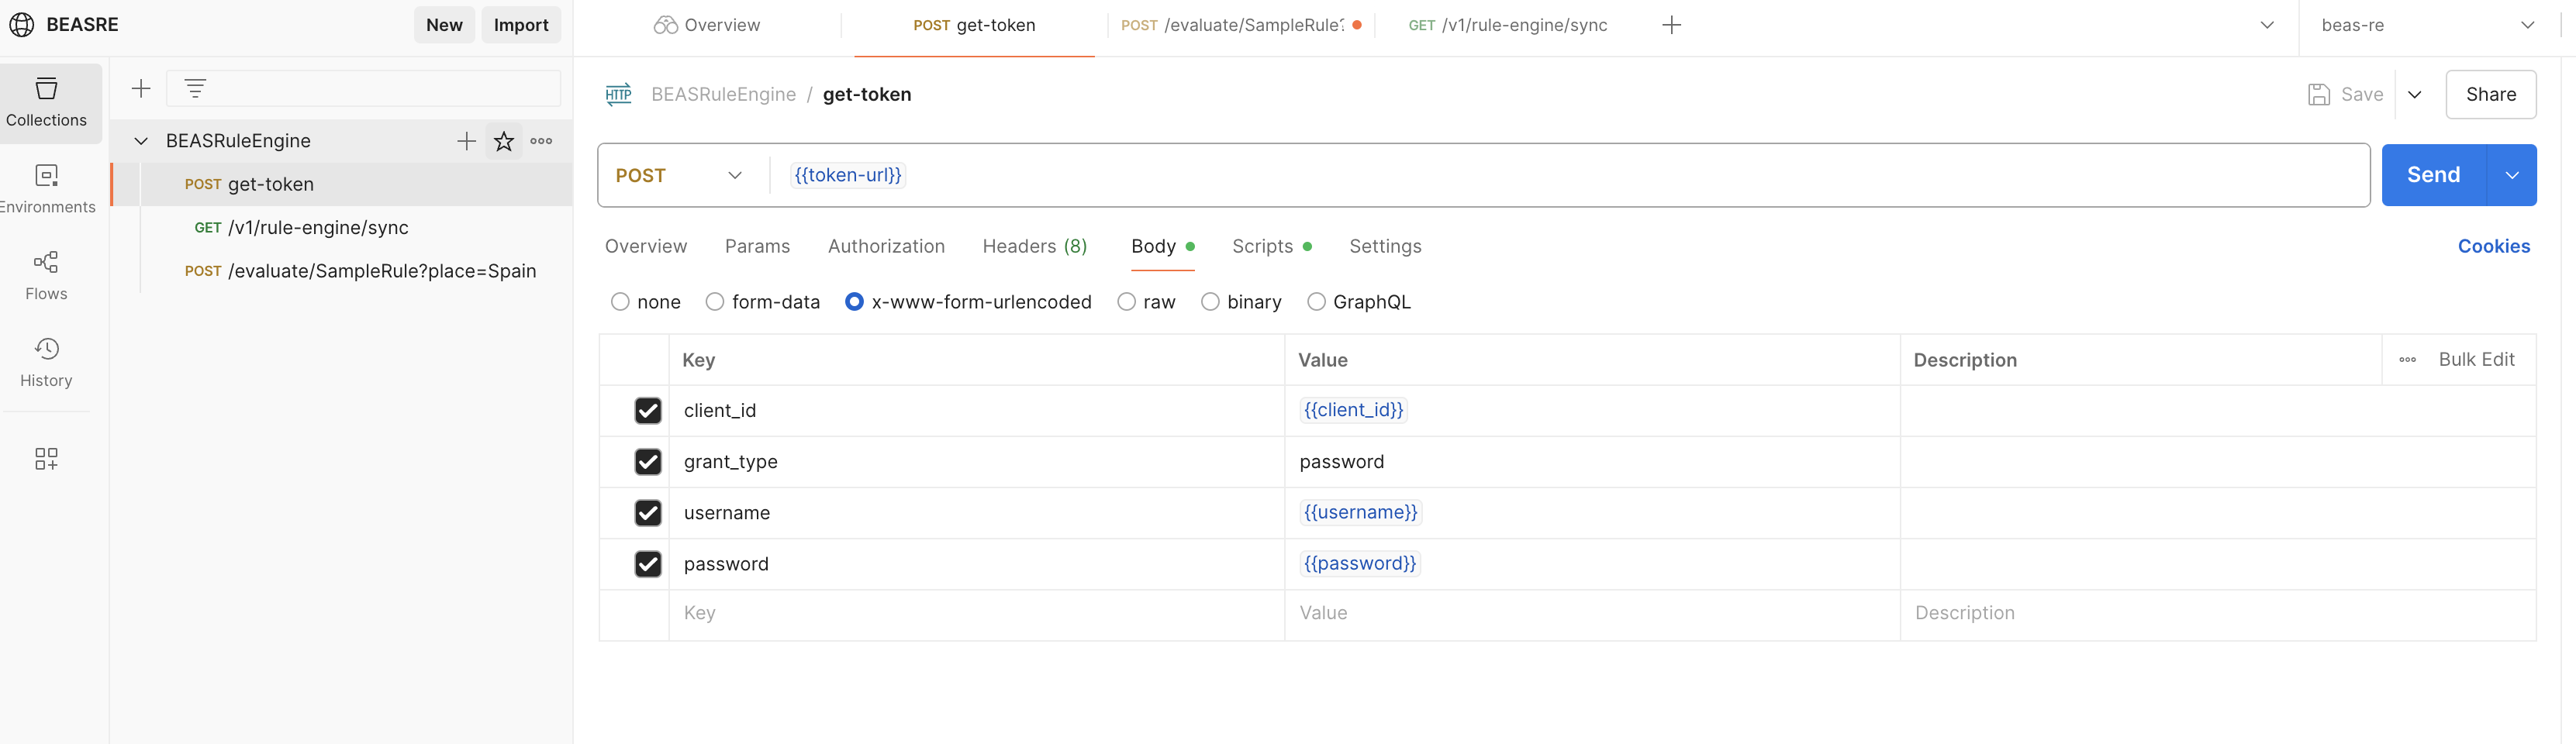 BEASRE
New
Import
Overview
POST get-token
POST /evaluate/SampleRule?
GET /v1/rule-engine/sync
beas-re
Collections
Environments
Flows
History
BEASRuleEngine
POST get-token
GET /v1/rule-engine/sync
POST /evaluate/SampleRule?place=Spain
HTTP BEASRuleEngine / get-token
Save
Share
POST {{token-url}}
Send
Overview Params Authorization Headers (8) Body Scripts Settings Cookies
none form-data x-www-form-urlencoded raw binary GraphQL
Key Value Description Bulk Edit
client_id {{client_id}}
grant_type password
username {{username}}
password {{password}}
Key Value Description